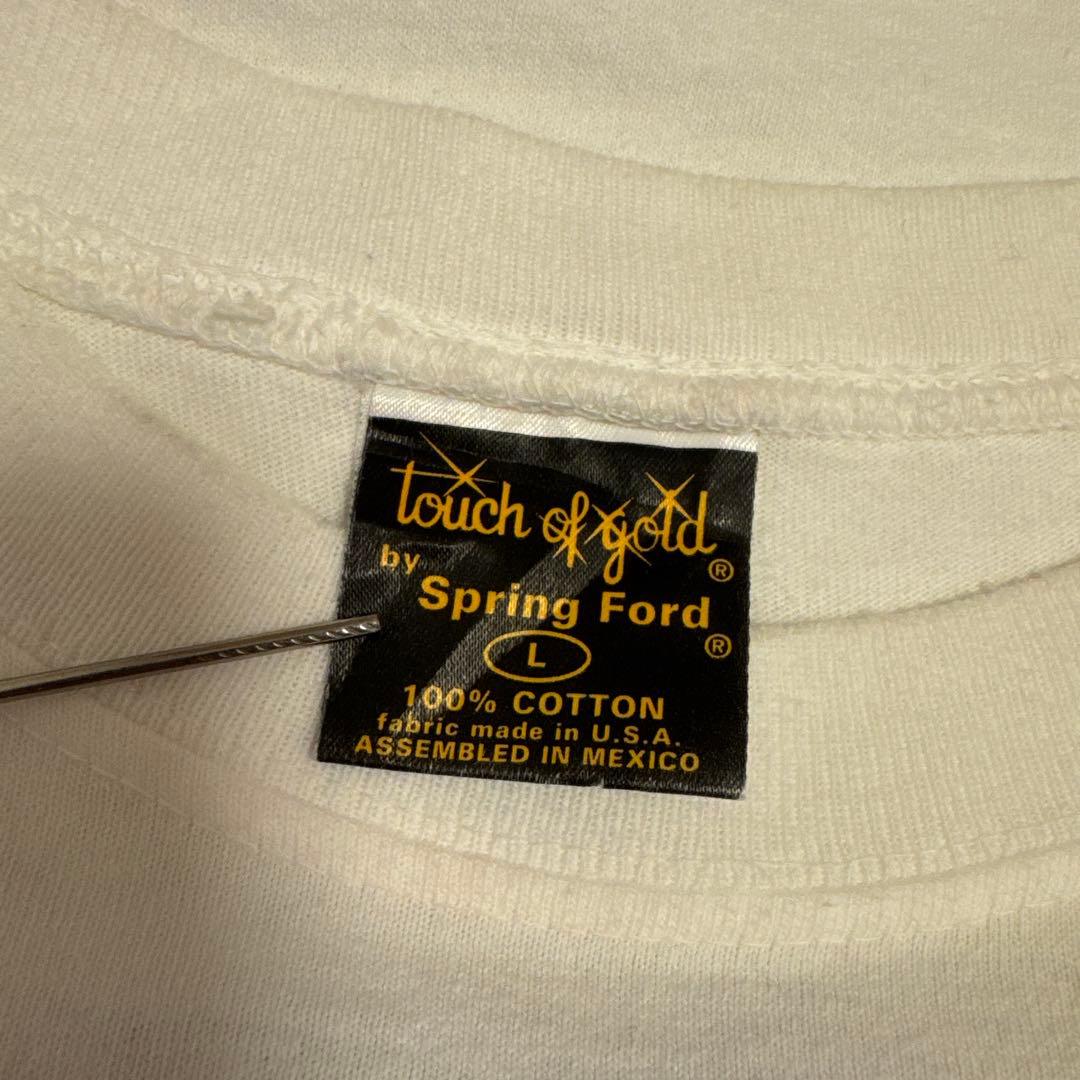 touch of gold®
by
Spring Ford®
L
100% COTTON
fabric made in U.S.A.
ASSEMBLED IN MEXICO